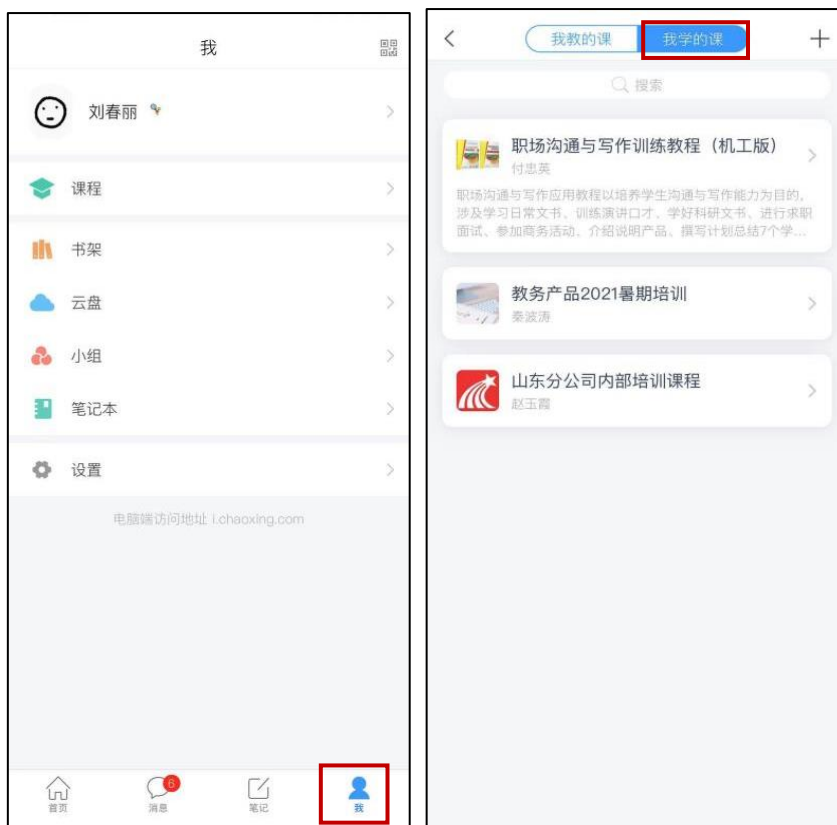 我
刘春丽
课程
书架
云盘
小组
笔记本
设置
电脑端访问地址 i.chaoxing.com
首页
6
消息
笔记
我
我教的课
我学的课
搜索
职场沟通与写作训练教程（机工版）
付忠英
职场沟通与写作应用教程以培养学生沟通与写作能力为目的，
涉及学习日常文书、训练演讲口才、学好科研文书、进行求职
面试、参加商务活动、介绍说明产品、撰写计划总结7个学...
教务产品2021暑期培训
秦波涛
山东分公司内部培训课程
赵玉霞